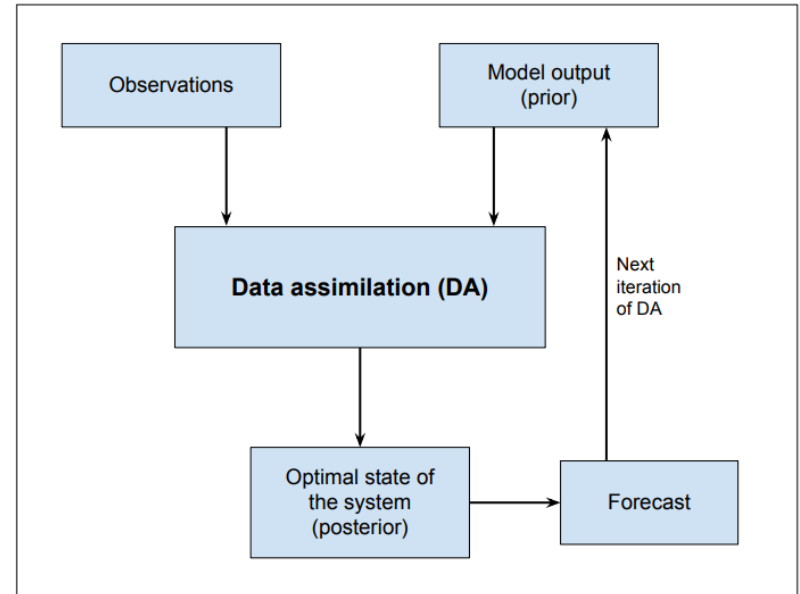 Observations
Model output
(prior)
Data assimilation (DA)
Next
iteration
of DA
Optimal state of
the system
(posterior)
Forecast